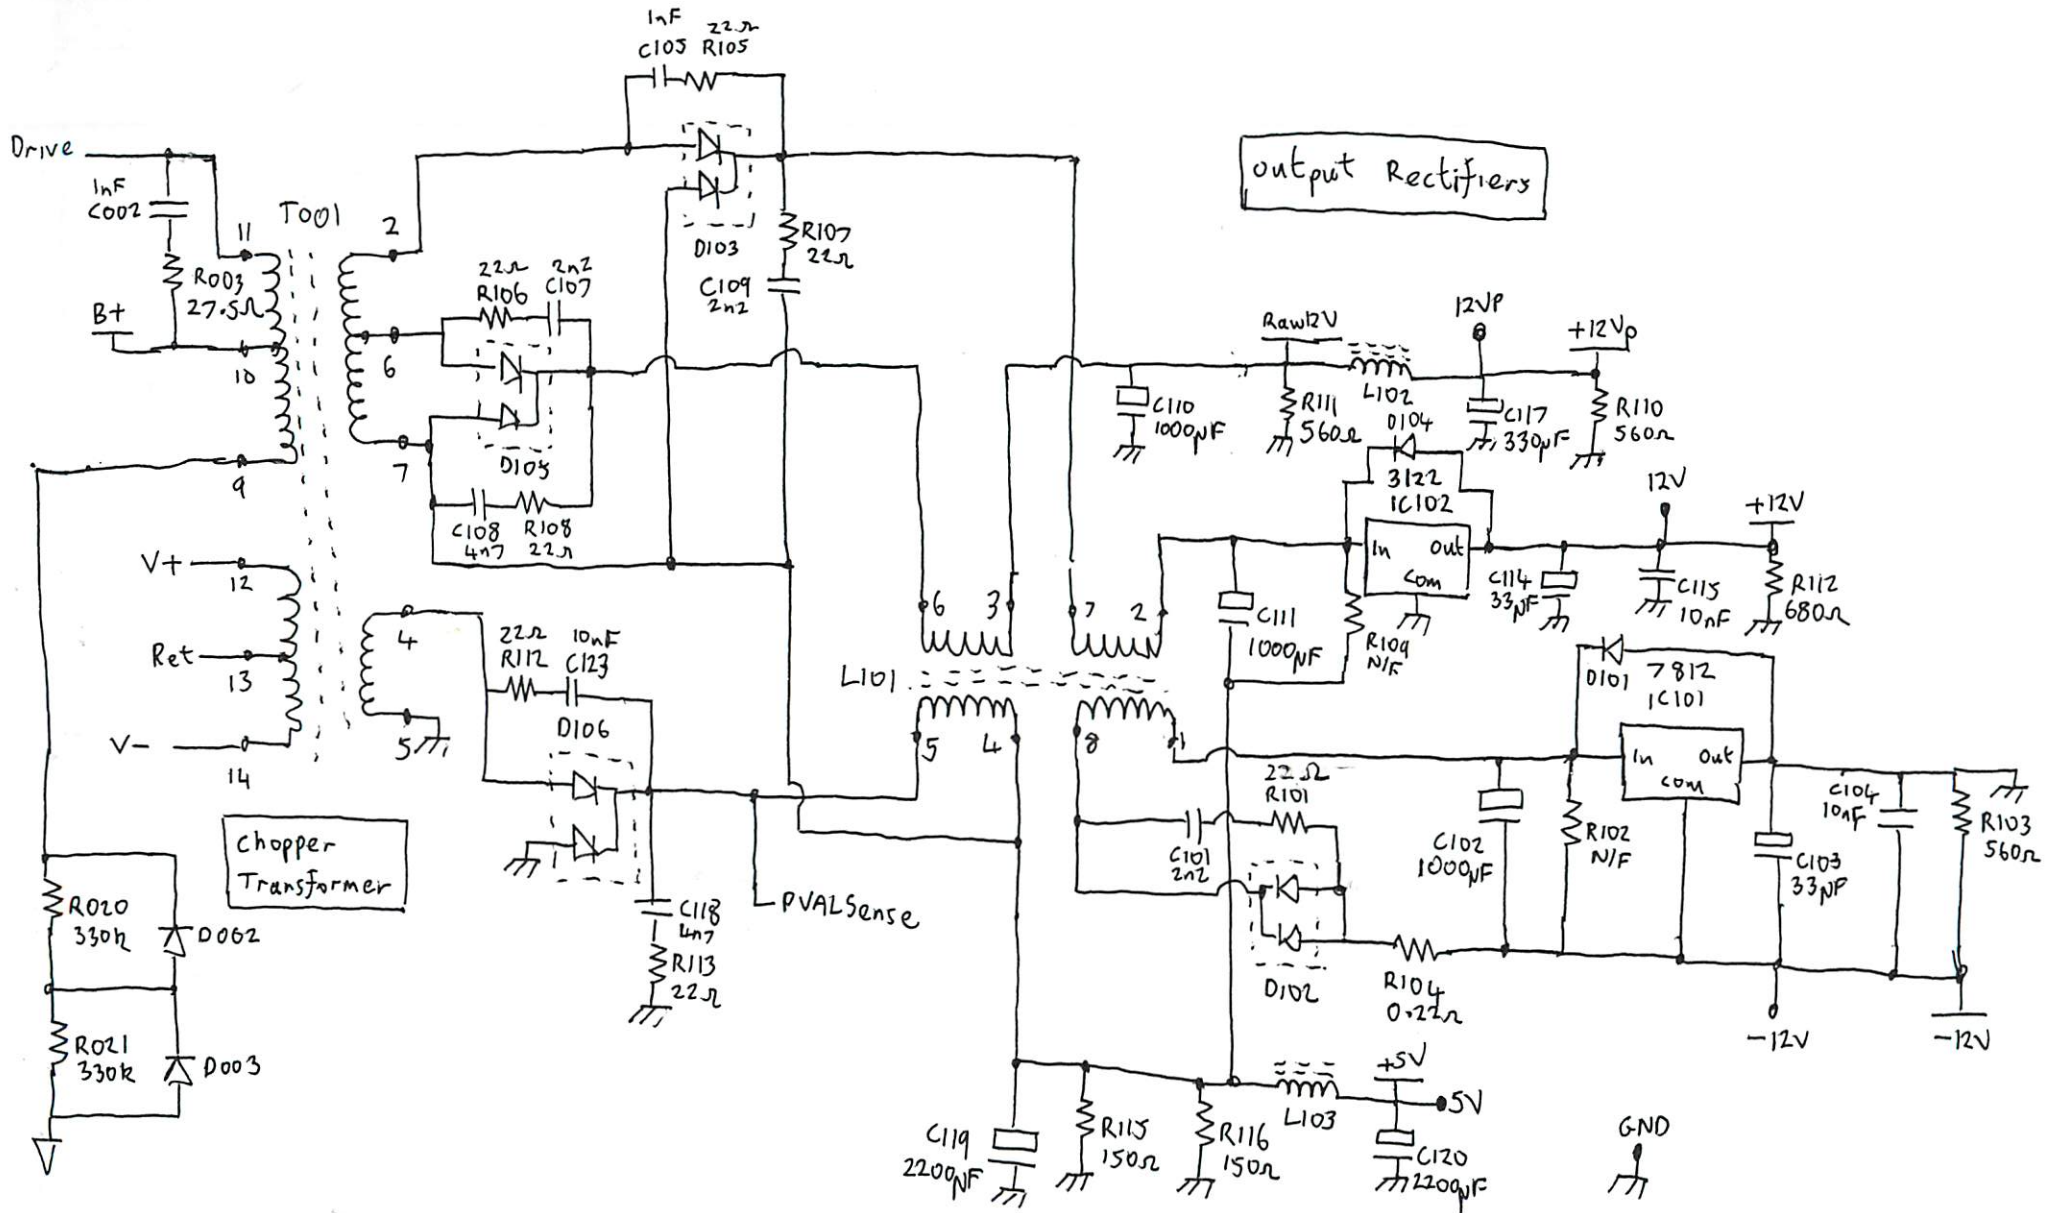 1nF
C105
22Ω
R105
Drive
1nF
C002
T001
11
2
R003
27.5Ω
B+
10
22Ω
R106
2n2
C107
6
D103
R107
22Ω
C109
2n2
Output Rectifiers
Raw12V
12VP
+12Vp
C110
1000µF
R111
560Ω
L102
D104
C117
330µF
R110
560Ω
9
7
D105
C108
4n7
R108
22Ω
3122
IC102
In
Out
Com
12V
+12V
C114
33µF
C115
10nF
R112
680Ω
V+
12
Ret
13
V-
14
4
5
22Ω
R112
10nF
C123
D106
6
3
7
2
L101
5
4
8
1
C111
1000µF
R109
N/F
D101
7812
IC101
In
Out
Com
22Ω
R101
C101
2n2
D102
C102
1000µF
R102
N/F
C104
10nF
R103
560Ω
C103
33µF
R104
0.22Ω
-12V
-12V
Chopper
Transformer
PVALSense
C118
4n7
R113
22Ω
R020
330k
D002
R021
330k
D003
C119
2200µF
R115
150Ω
R116
150Ω
L103
+5V
5V
C120
2200µF
GND